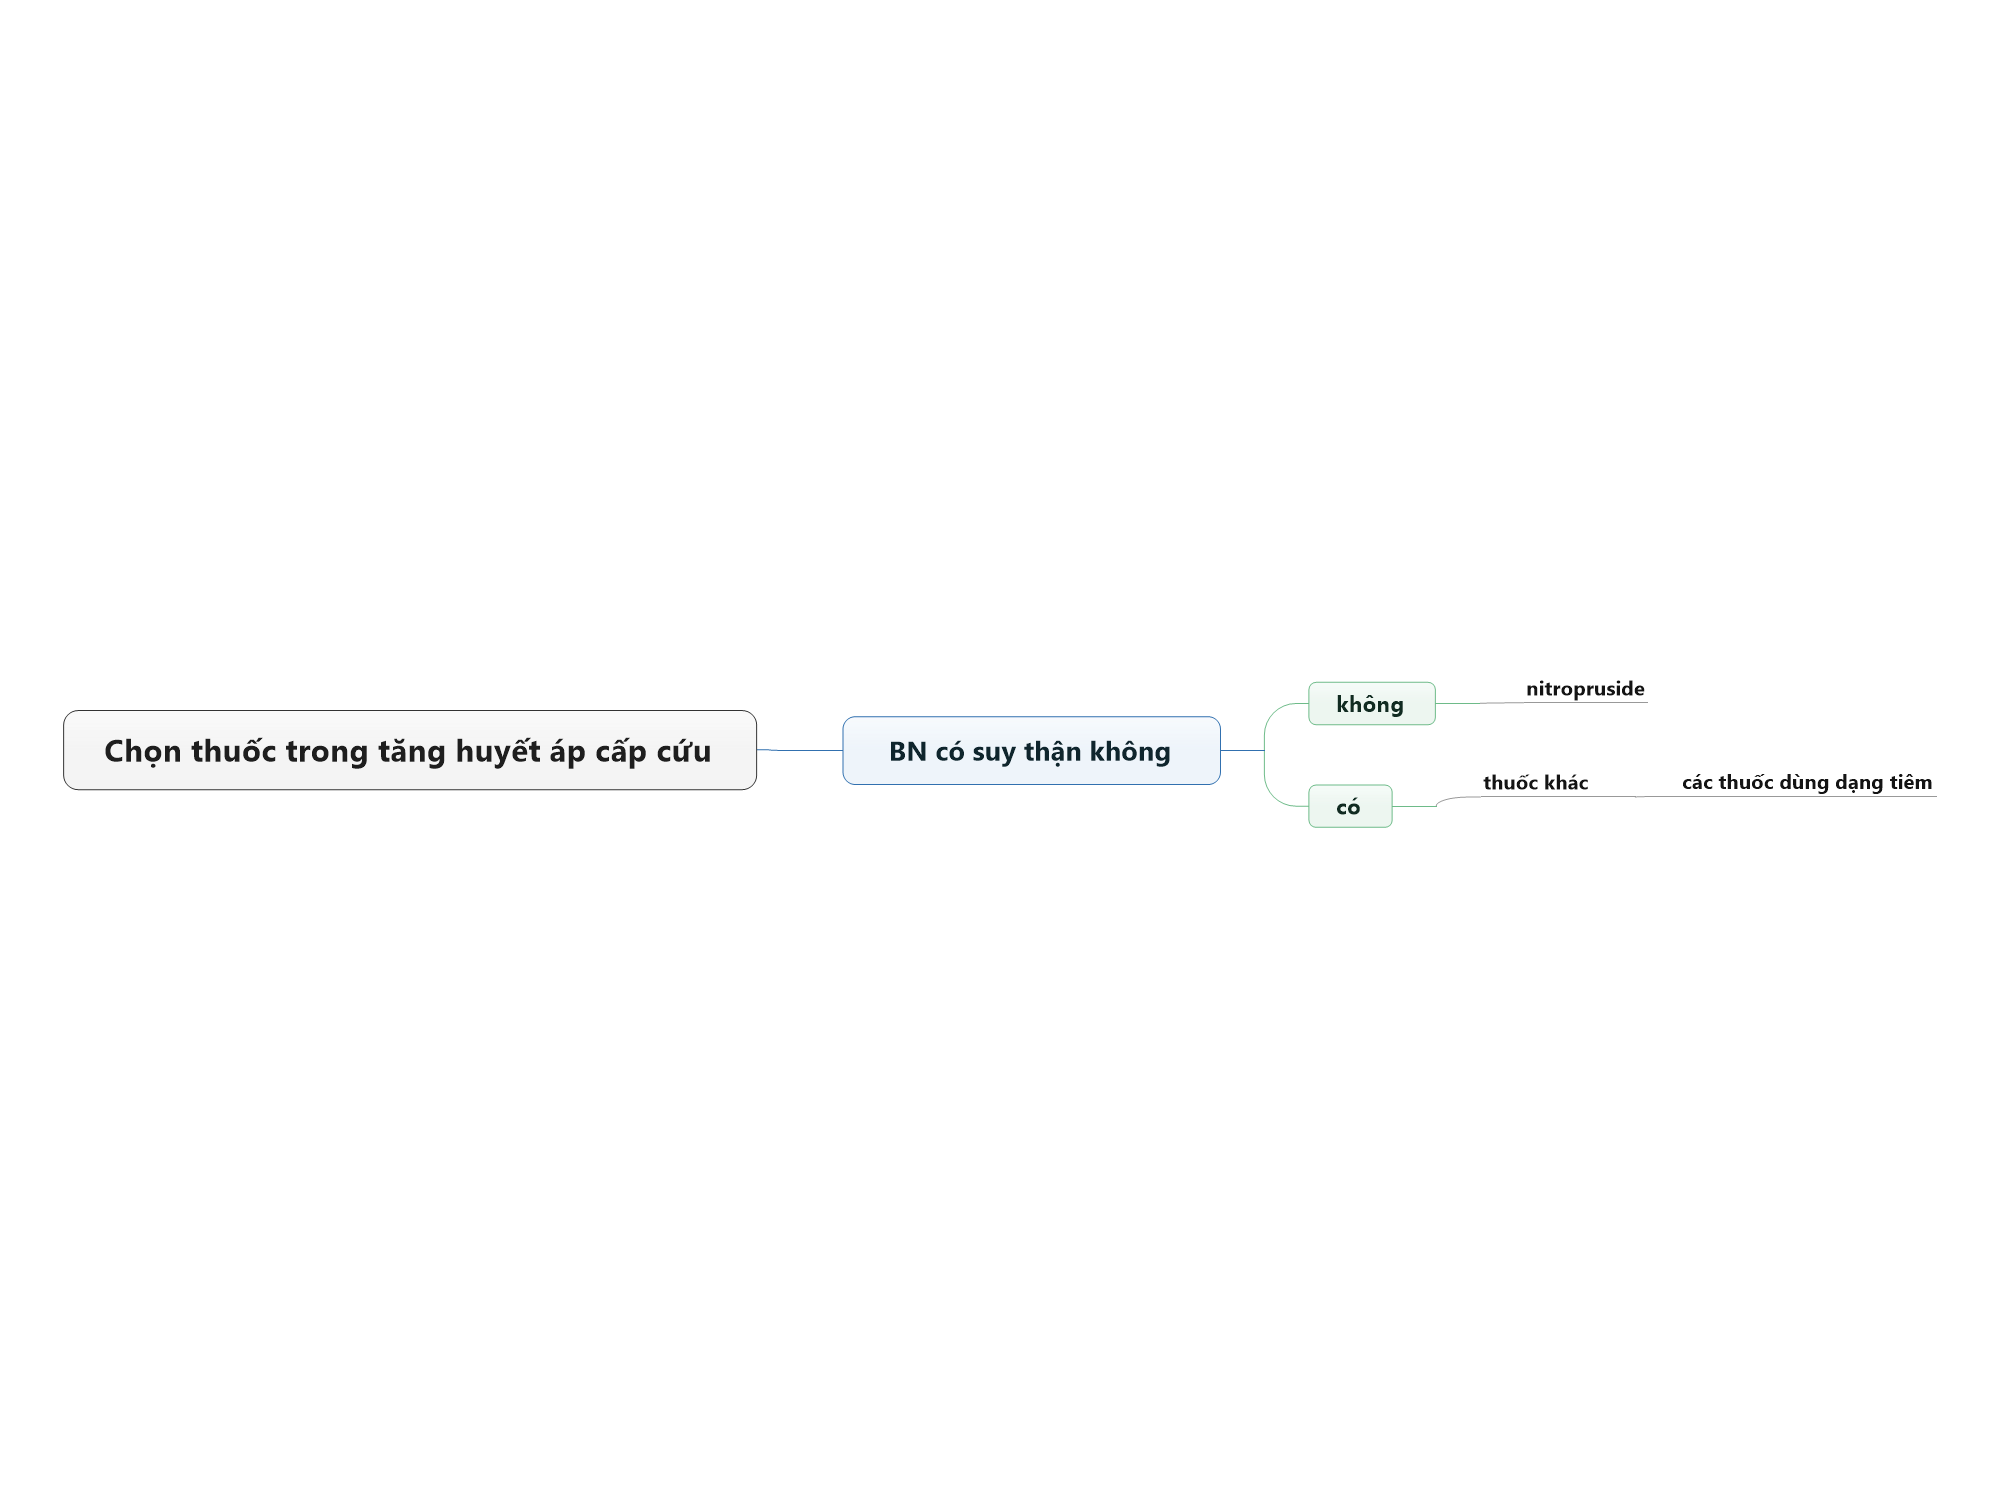 Chọn thuốc trong tăng huyết áp cấp cứu
BN có suy thận không
không
nitropruside
có
thuốc khác
các thuốc dùng dạng tiêm